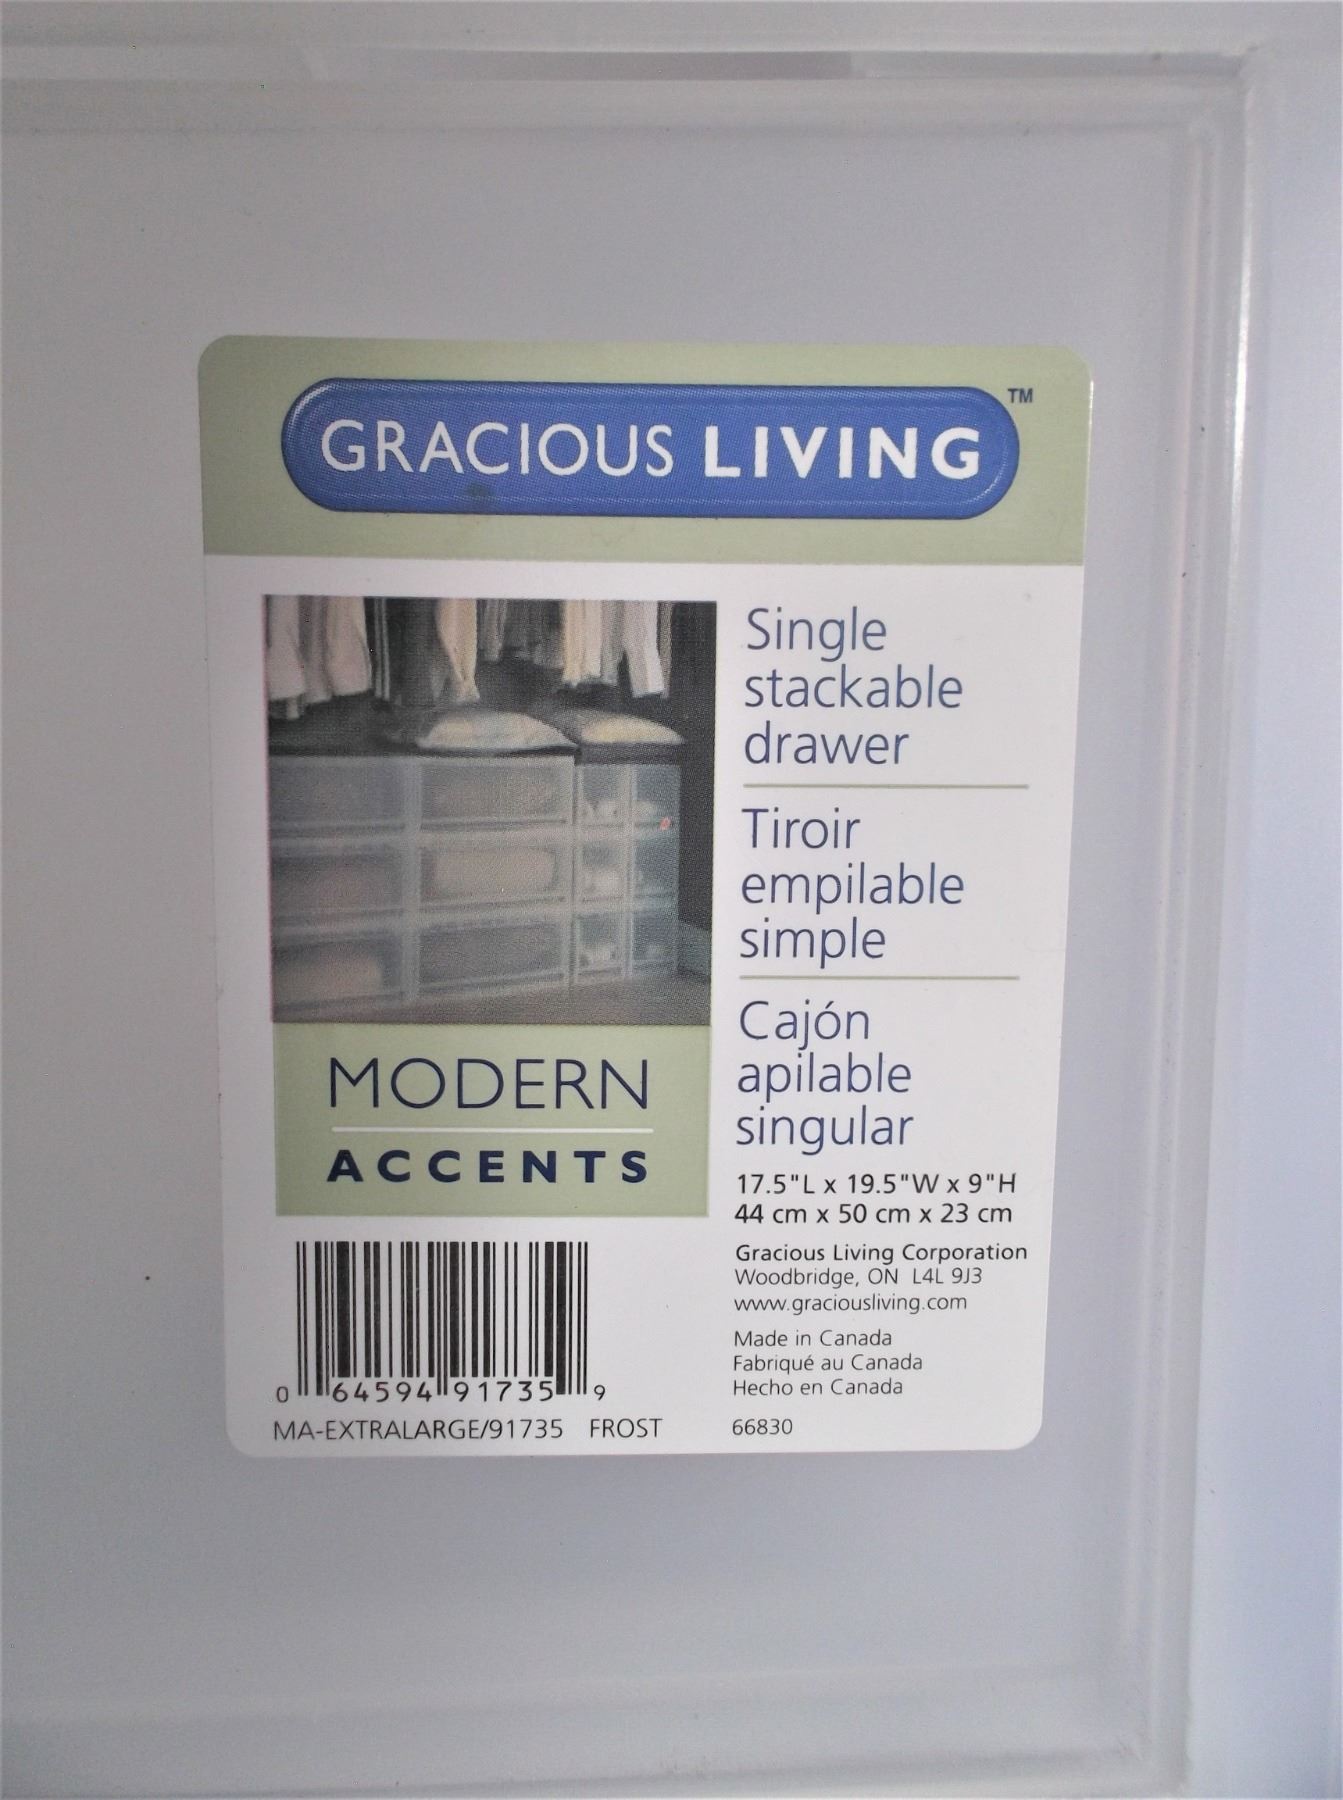 GRACIOUS LIVING™
Single
stackable
drawer
Tiroir
empilable
simple
Cajón
apilable
singular
MODERN
ACCENTS
17.5"L x 19.5"W x 9"H
44 cm x 50 cm x 23 cm
Gracious Living Corporation
Woodbridge, ON L4L 9J3
www.graciousliving.com
Made in Canada
Fabriqué au Canada
Hecho en Canada
66830
0 64594 91735 9
MA-EXTRALARGE/91735 FROST